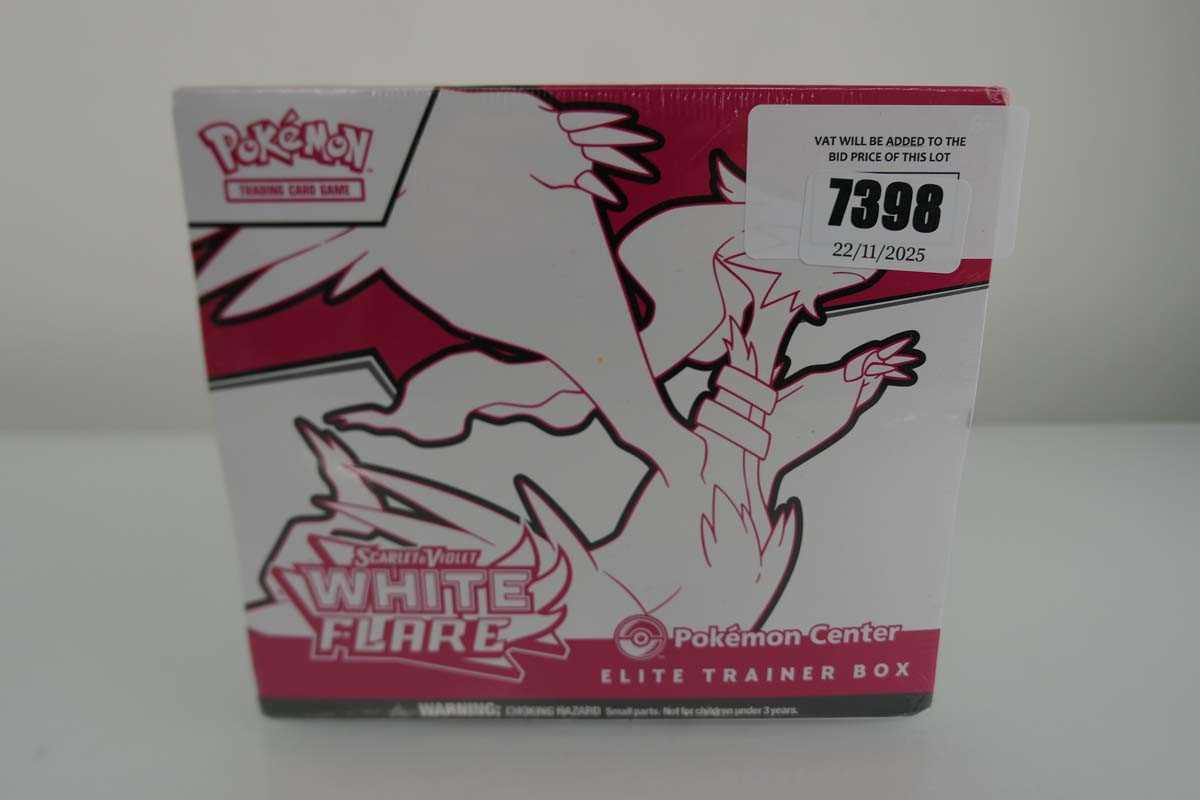 POKéMON
TRADING CARD GAME
VAT WILL BE ADDED TO THE
BID PRICE OF THIS LOT
7398
22/11/2025
SCARLET & VIOLET
WHITE
FLARE
Pokémon Center
ELITE TRAINER BOX
WARNING: CHOKING HAZARD Small parts. Not for children under 3 years.